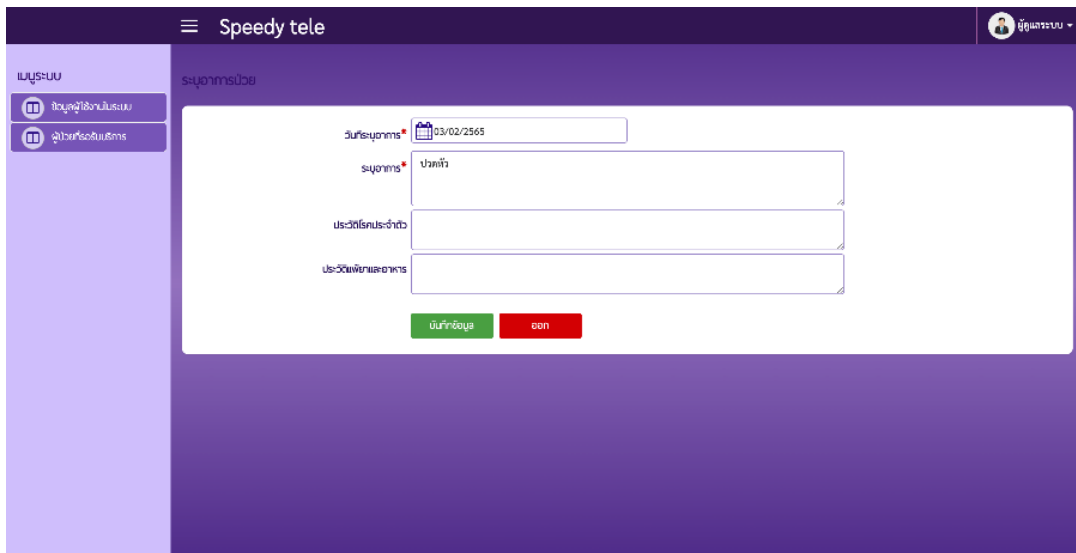 Speedy tele
ผู้ดูแลระบบ
เมนูระบบ
ข้อมูลผู้ใช้งานในระบบ
ผู้ป่วยที่รอรับบริการ
ระบุอาการป่วย
วันที่ระบุอาการ* 03/02/2565
ระบุอาการ* ปวดหัว
ประวัติโรคประจำตัว
ประวัติแพ้ยาและอาหาร
บันทึกข้อมูล ออก